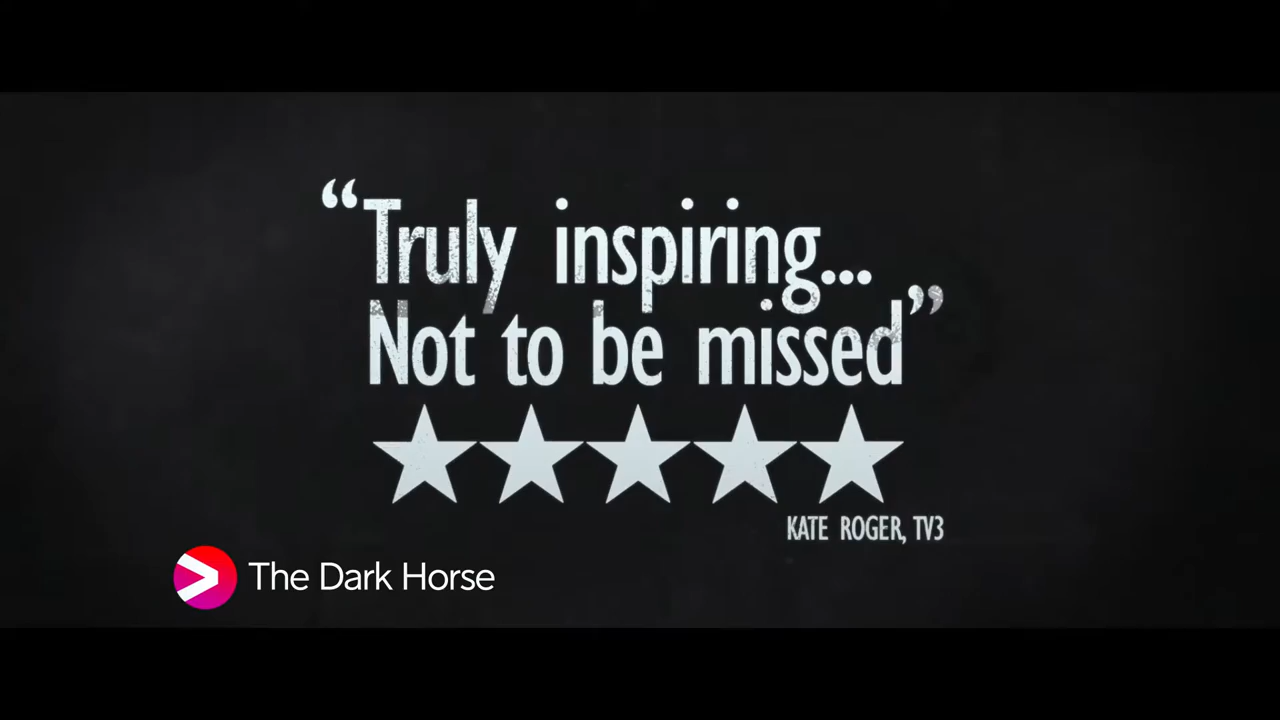 “Truly inspiring...
Not to be missed”
KATE ROGER, TV3
The Dark Horse